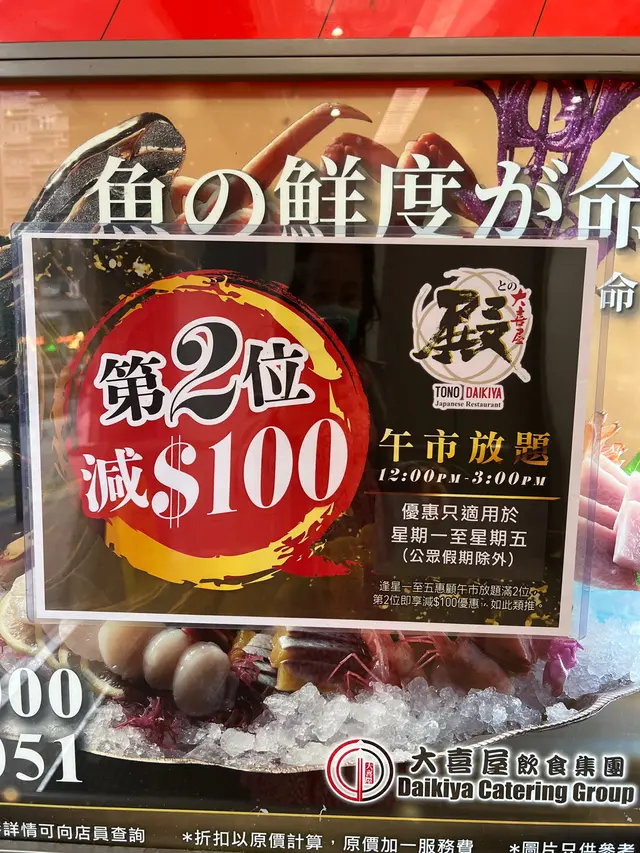 魚の鮮度が命
命
第2位
減$100
との
大喜屋
殿
TONO DAIKIYA
Japanese Restaurant
午市放題
12:00PM-3:00PM
優惠只適用於
星期一至星期五
(公眾假期除外)
逢星一至五惠顧午市放題滿2位,
第2位即享減$100優惠,如此類推。
000
051
大喜屋飲食集團
Daikiya Catering Group
詳情可向店員查詢
*折扣以原價計算,原價加一服務費
*圖片只供參考